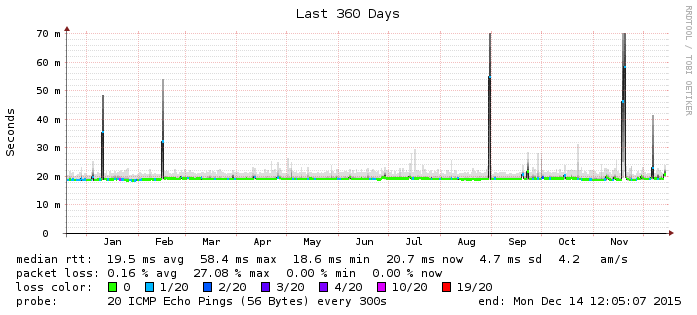 Last 360 Days
RRDTOOL / TOBI OETIKER
Seconds
70 m
60 m
50 m
40 m
30 m
20 m
10 m
0
Jan Feb Mar Apr May Jun Jul Aug Sep Oct Nov
median rtt: 19.5 ms avg 58.4 ms max 18.6 ms min 20.7 ms now 4.7 ms sd 4.2 am/s
packet loss: 0.16 % avg 27.08 % max 0.00 % min 0.00 % now
loss color: 0 1/20 2/20 3/20 4/20 10/20 19/20
probe: 20 ICMP Echo Pings (56 Bytes) every 300s end: Mon Dec 14 12:05:07 2015